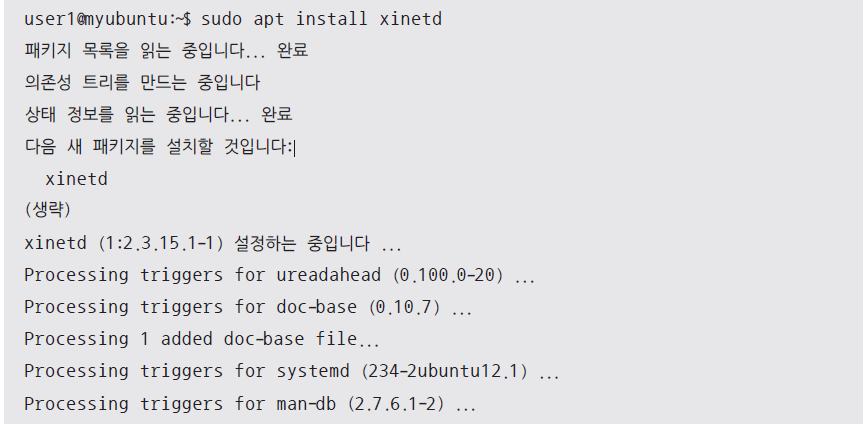 user1@myubuntu:~$ sudo apt install xinetd
패키지 목록을 읽는 중입니다... 완료
의존성 트리를 만드는 중입니다
상태 정보를 읽는 중입니다... 완료
다음 새 패키지를 설치할 것입니다:
xinetd
(생략)
xinetd (1:2.3.15.1-1) 설정하는 중입니다 ...
Processing triggers for ureadahead (0.100.0-20) ...
Processing triggers for doc-base (0.10.7) ...
Processing 1 added doc-base file...
Processing triggers for systemd (234-2ubuntu12.1) ...
Processing triggers for man-db (2.7.6.1-2) ...